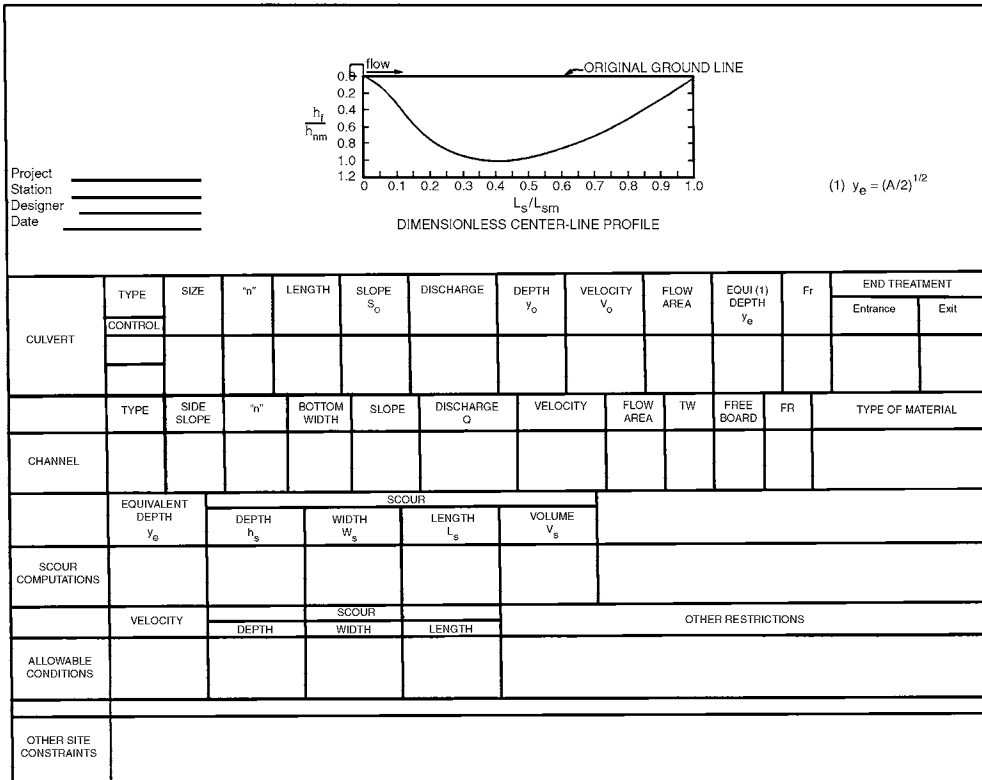 flow
ORIGINAL GROUND LINE
0.0
0.2
0.4
0.6
0.8
1.0
1.2
h_f
h_nm
0 0.1 0.2 0.3 0.4 0.5 0.6 0.7 0.8 0.9 1.0
L_s/L_sm
DIMENSIONLESS CENTER-LINE PROFILE
Project
Station
Designer
Date
(1) y_e = (A/2)^1/2
CULVERT
TYPE
CONTROL
SIZE
"n"
LENGTH
SLOPE
S_o
DISCHARGE
DEPTH
y_o
VELOCITY
V_o
FLOW
AREA
EQUI (1)
DEPTH
y_e
Fr
END TREATMENT
Entrance
Exit
CHANNEL
TYPE
SIDE
SLOPE
"n"
BOTTOM
WIDTH
SLOPE
DISCHARGE
Q
VELOCITY
FLOW
AREA
TW
FREE
BOARD
FR
TYPE OF MATERIAL
EQUIVALENT
DEPTH
y_e
SCOUR
DEPTH
h_s
WIDTH
W_s
LENGTH
L_s
VOLUME
V_s
SCOUR
COMPUTATIONS
VELOCITY
SCOUR
DEPTH
WIDTH
LENGTH
OTHER RESTRICTIONS
ALLOWABLE
CONDITIONS
OTHER SITE
CONSTRAINTS